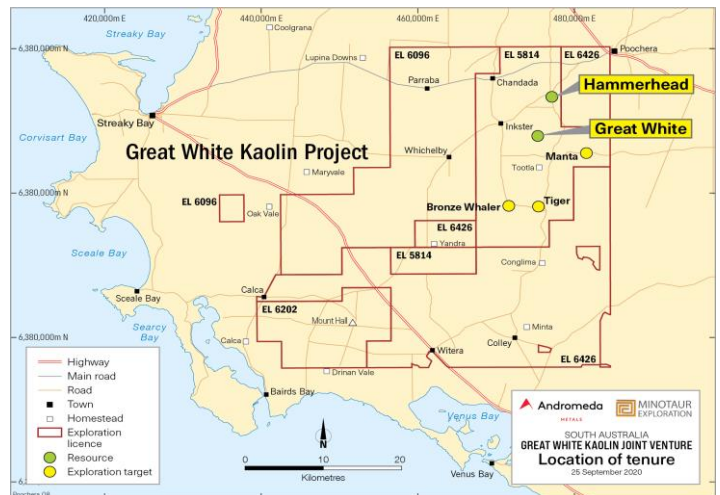 420,000m E
440,000m E
460,000m E
480,000m E
6,380,000m N
Streaky Bay
Coolgrana
Lupina Downs
EL 6096
EL 5814
EL 6426
Poochera
Parraba
Chandada
Hammerhead
Streaky Bay
Corvisart Bay
Inkster
Great White
Great White Kaolin Project
Whichelby
Manta
Maryvale
Tootla
6,380,000m N
EL 6096
Oak Vale
Bronze Whaler
Tiger
EL 6426
Yandra
Sceale Bay
EL 5814
Conglima
Calca
Sceale Bay
EL 6202
Searcy Bay
Mount Hall
Minta
6,380,000m N
Calca
Colley
Witera
EL 6426
Drinan Vale
Highway
Main road
Road
Town
Homestead
Exploration licence
Resource
Exploration target
Bairds Bay
Venus Bay
N
0 10 20
Kilometres
Venus Bay
Andromeda
METALS
MINOTAUR
EXPLORATION
SOUTH AUSTRALIA
GREAT WHITE KAOLIN JOINT VENTURE
Location of tenure
25 September 2020